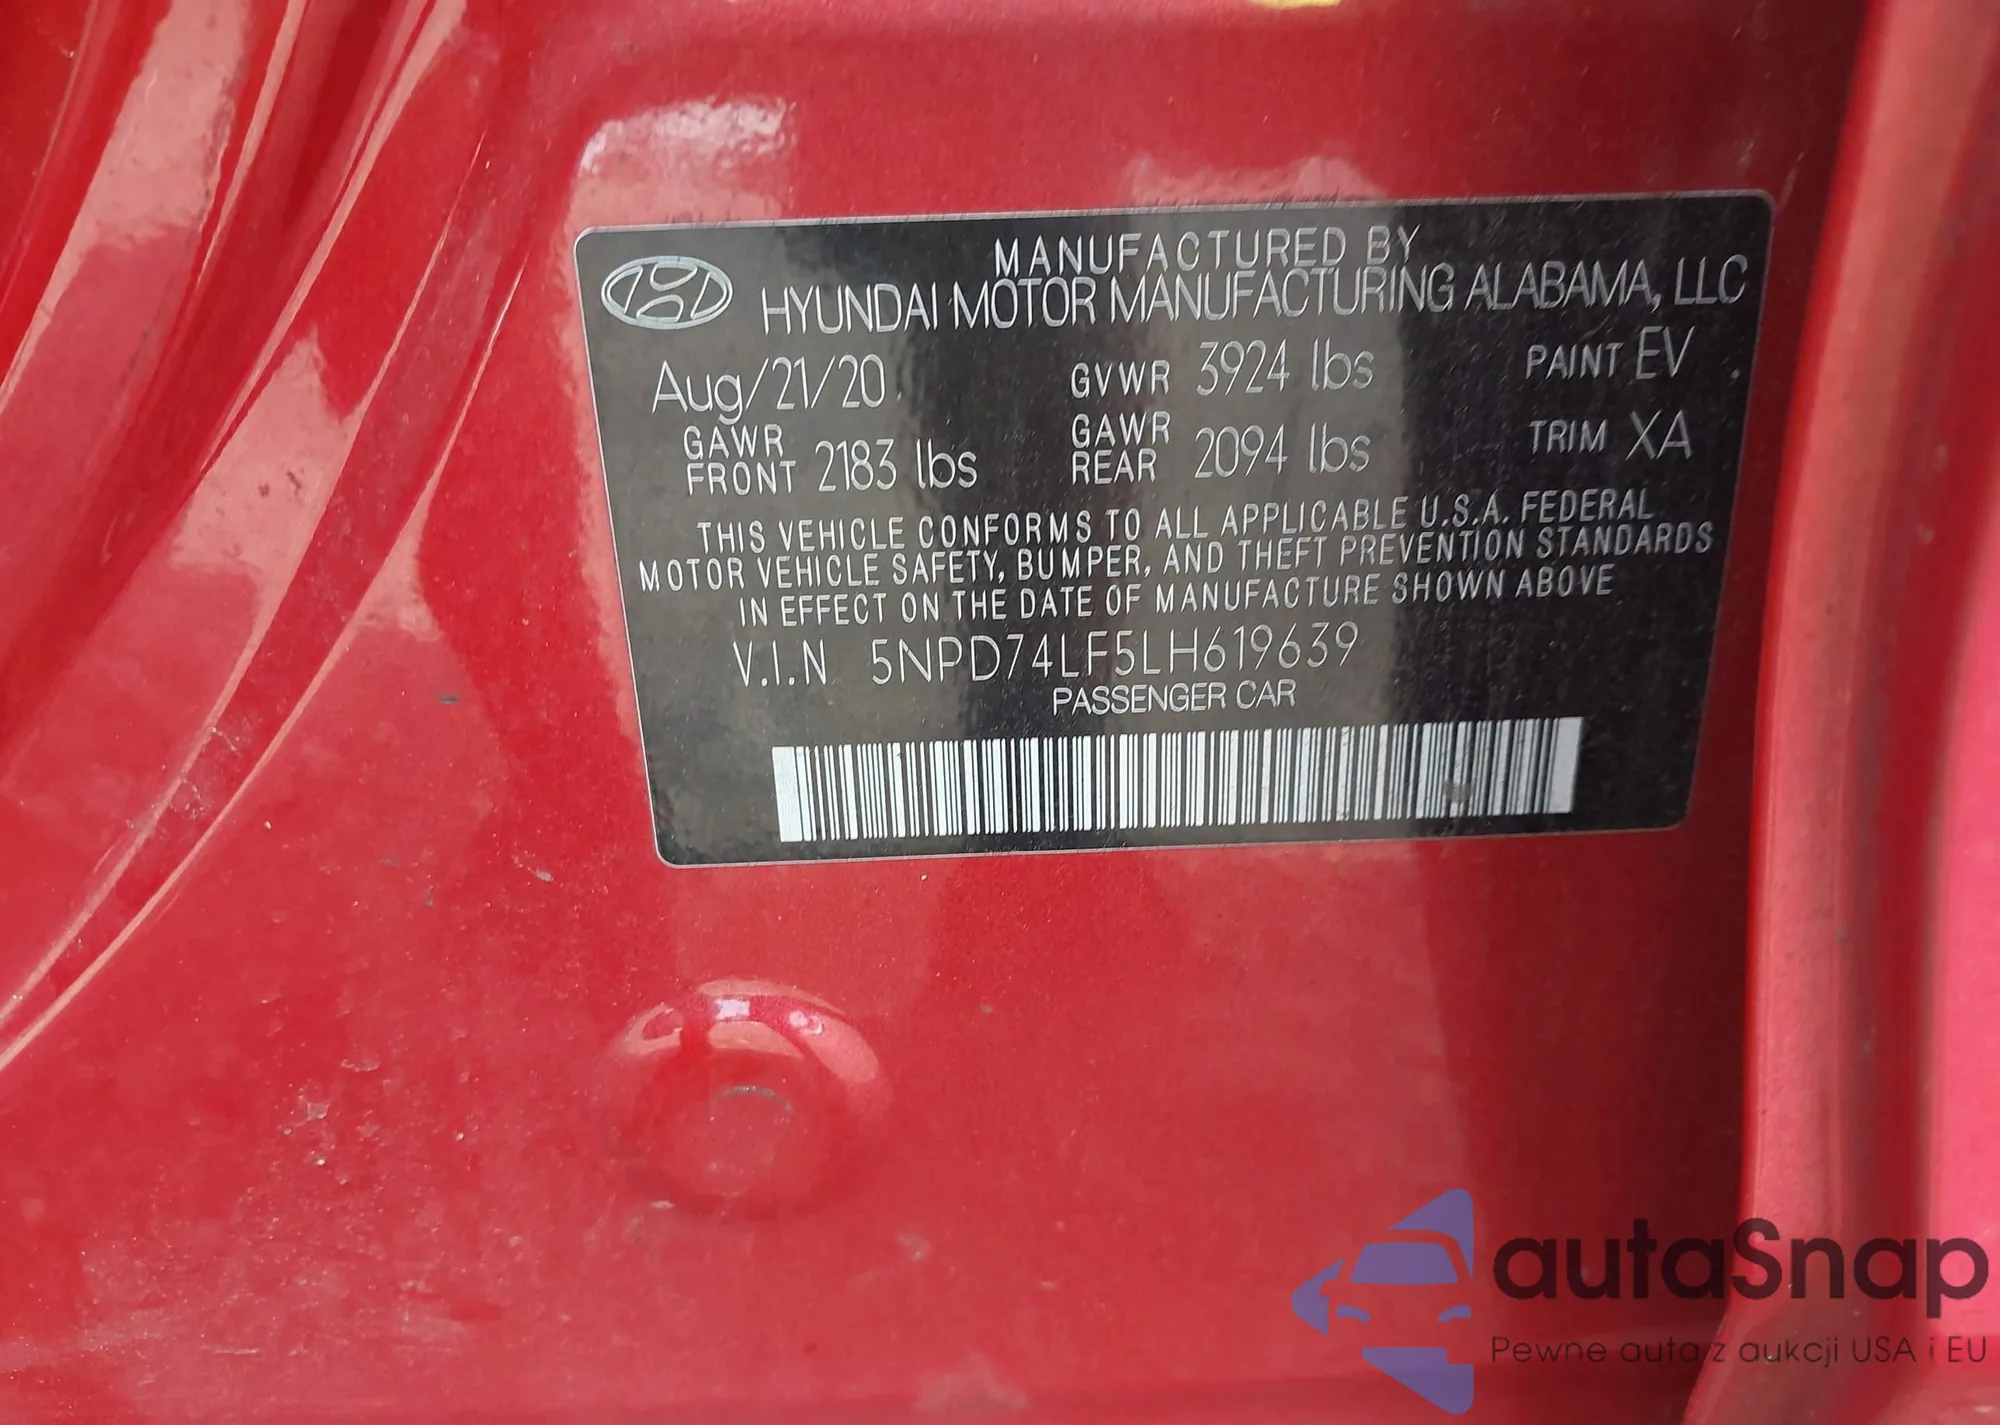 MANUFACTURED BY
HYUNDAI MOTOR MANUFACTURING ALABAMA, LLC
Aug/21/20 GVWR 3924 lbs PAINT EV
GAWR FRONT 2183 lbs GAWR REAR 2094 lbs TRIM XA
THIS VEHICLE CONFORMS TO ALL APPLICABLE U.S.A. FEDERAL
MOTOR VEHICLE SAFETY, BUMPER, AND THEFT PREVENTION STANDARDS
IN EFFECT ON THE DATE OF MANUFACTURE SHOWN ABOVE
V.I.N 5NPD74LF5LH619639
PASSENGER CAR
autaSnap
Pewne auta z aukcji USA i EU